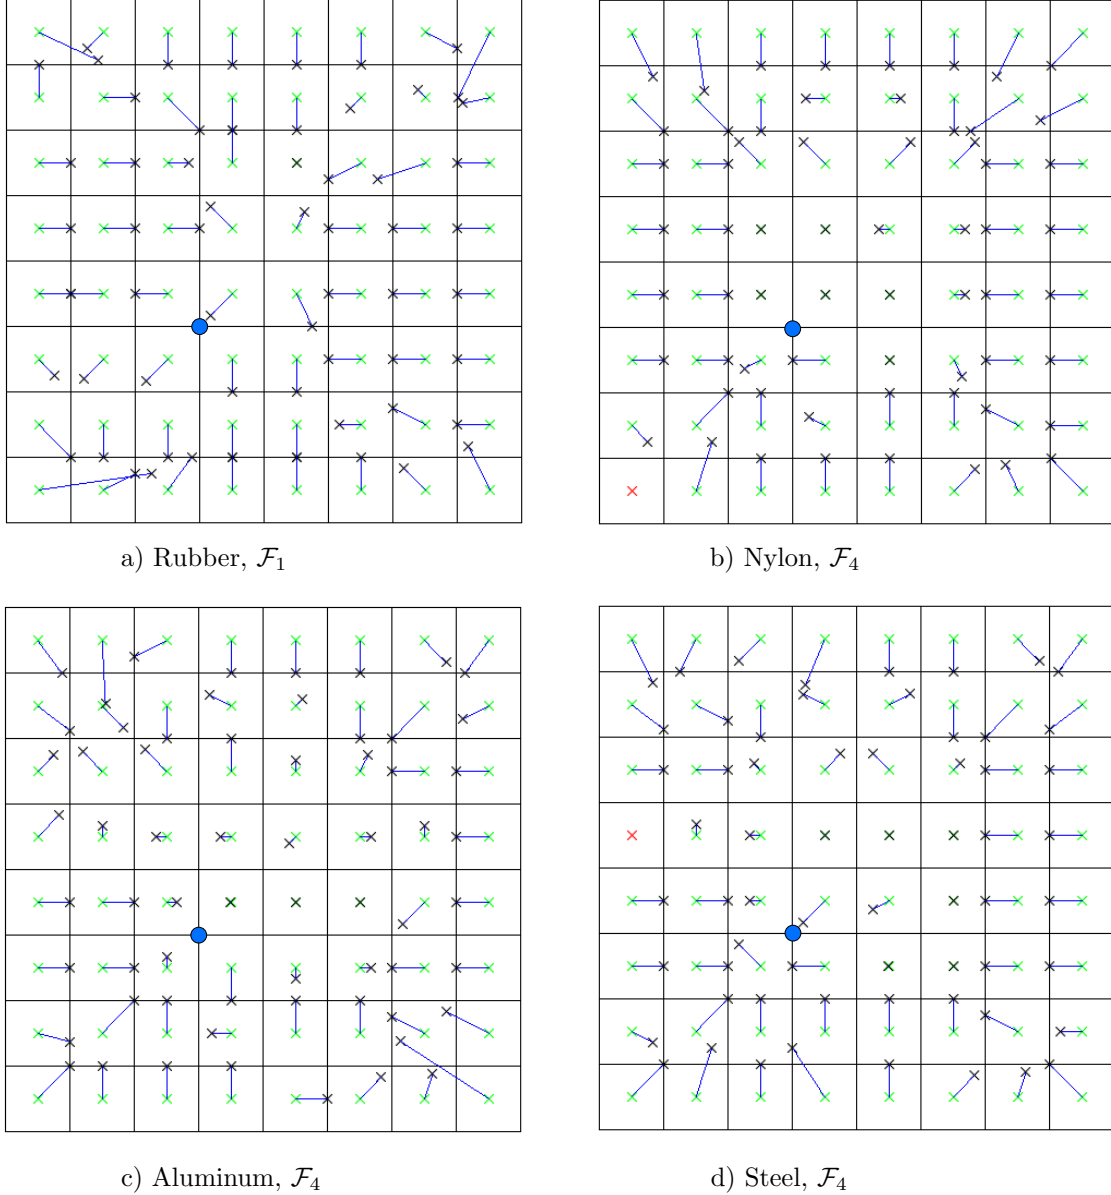 a) Rubber, 𝓕₁
b) Nylon, 𝓕₄
c) Aluminum, 𝓕₄
d) Steel, 𝓕₄